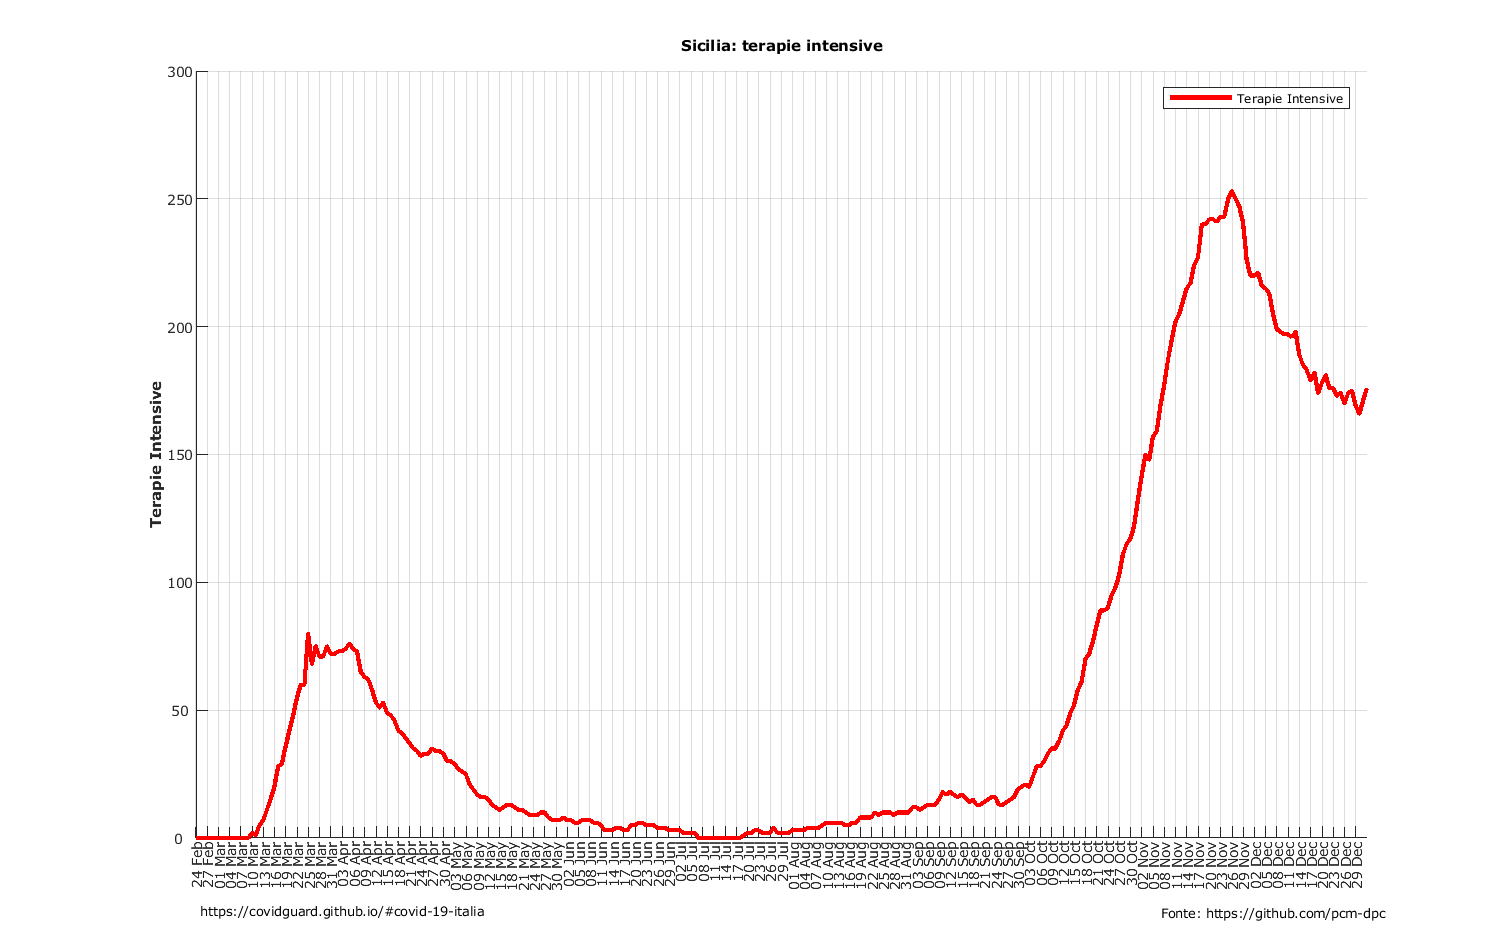 Sicilia: terapie intensive
Terapie Intensive
300
250
200
150
100
50
0
Terapie Intensive
24 Feb
27 Feb
01 Mar
04 Mar
07 Mar
10 Mar
13 Mar
16 Mar
19 Mar
22 Mar
25 Mar
28 Mar
31 Mar
03 Apr
06 Apr
09 Apr
12 Apr
15 Apr
18 Apr
21 Apr
24 Apr
27 Apr
30 Apr
03 May
06 May
09 May
12 May
15 May
18 May
21 May
24 May
27 May
30 May
02 Jun
05 Jun
08 Jun
11 Jun
14 Jun
17 Jun
20 Jun
23 Jun
26 Jun
29 Jun
02 Jul
05 Jul
08 Jul
11 Jul
14 Jul
17 Jul
20 Jul
23 Jul
26 Jul
29 Jul
01 Aug
04 Aug
07 Aug
10 Aug
13 Aug
16 Aug
19 Aug
22 Aug
25 Aug
28 Aug
31 Aug
03 Sep
06 Sep
09 Sep
12 Sep
15 Sep
18 Sep
21 Sep
24 Sep
27 Sep
30 Sep
03 Oct
06 Oct
09 Oct
12 Oct
15 Oct
18 Oct
21 Oct
24 Oct
27 Oct
30 Oct
02 Nov
05 Nov
08 Nov
11 Nov
14 Nov
17 Nov
20 Nov
23 Nov
26 Nov
29 Nov
02 Dec
05 Dec
08 Dec
11 Dec
14 Dec
17 Dec
20 Dec
23 Dec
26 Dec
29 Dec
https://covidguard.github.io/#covid-19-italia
Fonte: https://github.com/pcm-dpc